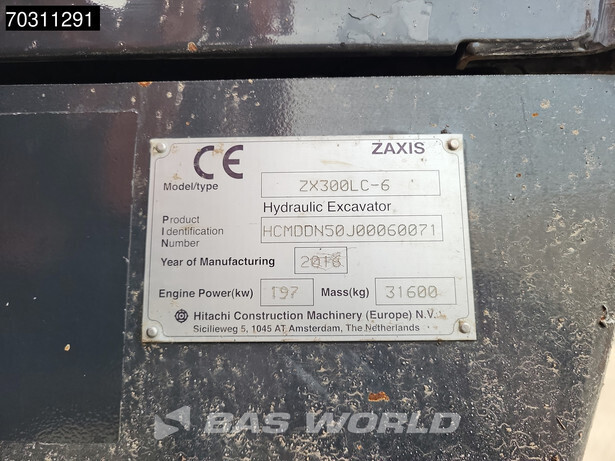 70311291
CE
ZAXIS
Model/type ZX300LC-6
Hydraulic Excavator
Product
Identification HCMDDN50J00060071
Number
Year of Manufacturing
Engine Power(kw) 197 Mass(kg) 31600
Hitachi Construction Machinery (Europe) N.V.
Sicilieweg 5, 1045 AT Amsterdam, The Netherlands
BAS WORLD